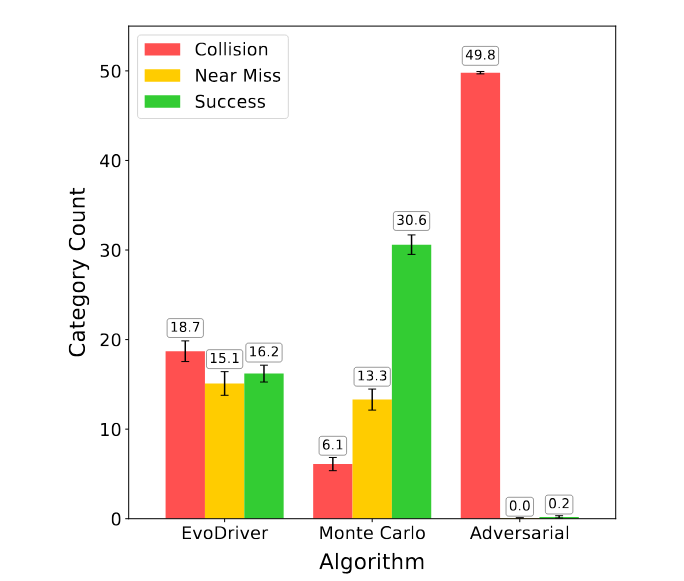 Collision
Near Miss
Success
Category Count
50
40
30
20
10
0
18.7
15.1
16.2
6.1
13.3
30.6
49.8
0.0
0.2
EvoDriver
Monte Carlo
Adversarial
Algorithm